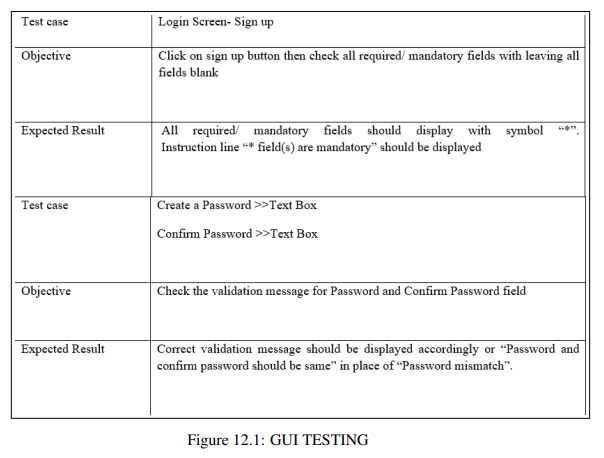 Test case Login Screen- Sign up
Objective Click on sign up button then check all required/ mandatory fields with leaving all
fields blank
Expected Result All required/ mandatory fields should display with symbol “*”.
Instruction line “* field(s) are mandatory” should be displayed
Test case Create a Password >>Text Box
Confirm Password >>Text Box
Objective Check the validation message for Password and Confirm Password field
Expected Result Correct validation message should be displayed accordingly or “Password and
confirm password should be same” in place of “Password mismatch”.
Figure 12.1: GUI TESTING